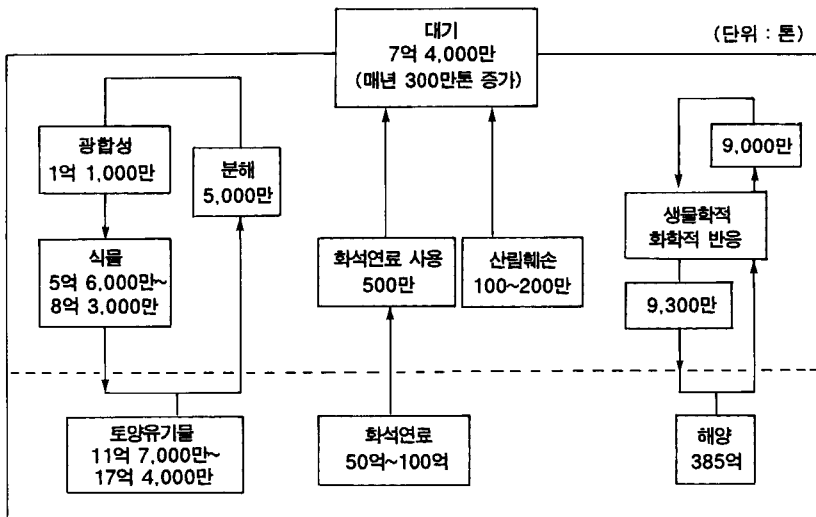 대기
7억 4,000만
(매년 300만톤 증가)
(단위 : 톤)
광합성
1억 1,000만
분해
5,000만
식믈
5억 6,000만~
8억 3,000만
화석연료 사용
500만
산림훼손
100~200만
9,000만
생물학적
화학적 반응
9,300만
토양유기물
11억 7,000만~
17억 4,000만
화석연료
50억~100억
해양
385억